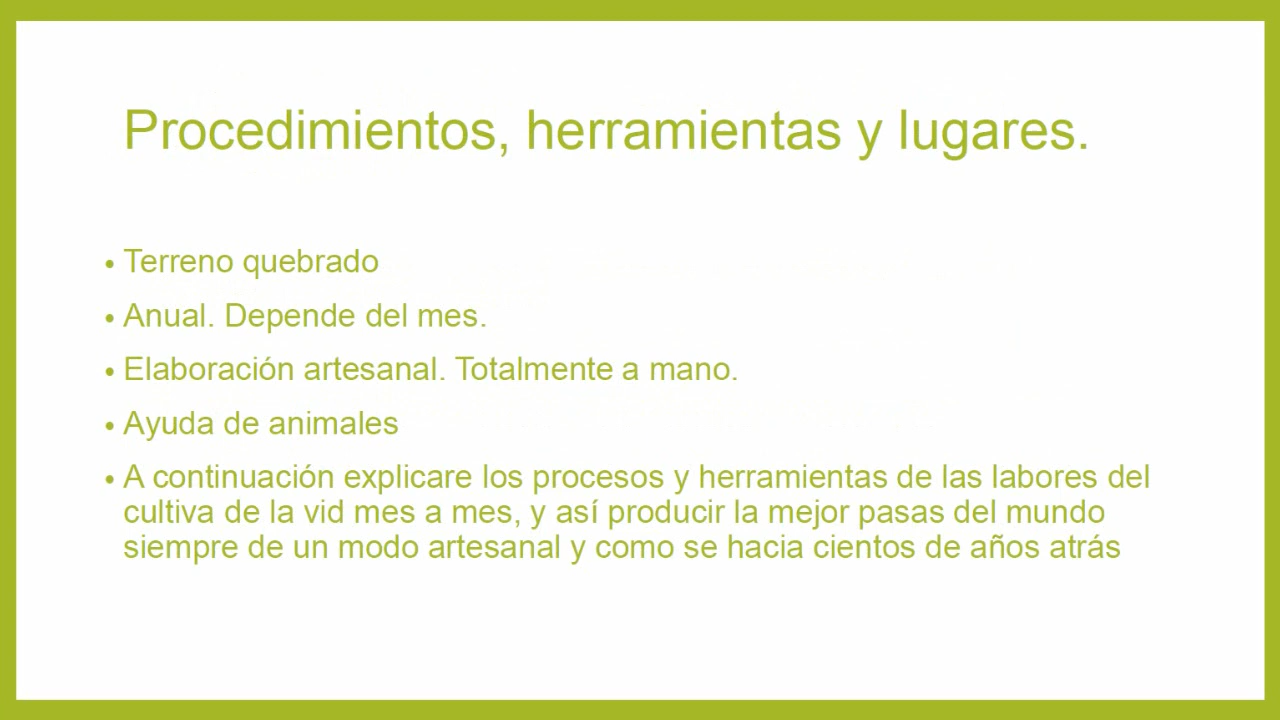 Procedimientos, herramientas y lugares.
• Terreno quebrado
• Anual. Depende del mes.
• Elaboración artesanal. Totalmente a mano.
• Ayuda de animales
• A continuación explicare los procesos y herramientas de las labores del
cultiva de la vid mes a mes, y así producir la mejor pasas del mundo
siempre de un modo artesanal y como se hacia cientos de años atrás